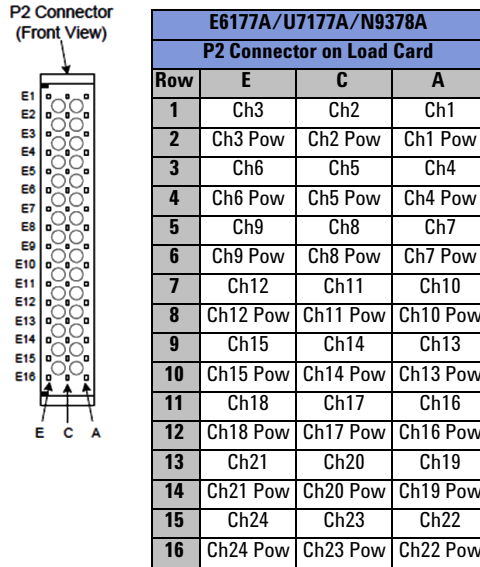 P2 Connector
(Front View)
E1
E2
E3
E4
E5
E6
E7
E8
E9
E10
E11
E12
E13
E14
E15
E16
E C A
E6177A/U7177A/N9378A
P2 Connector on Load Card
Row E C A
1 Ch3 Ch2 Ch1
2 Ch3 Pow Ch2 Pow Ch1 Pow
3 Ch6 Ch5 Ch4
4 Ch6 Pow Ch5 Pow Ch4 Pow
5 Ch9 Ch8 Ch7
6 Ch9 Pow Ch8 Pow Ch7 Pow
7 Ch12 Ch11 Ch10
8 Ch12 Pow Ch11 Pow Ch10 Pow
9 Ch15 Ch14 Ch13
10 Ch15 Pow Ch14 Pow Ch13 Pow
11 Ch18 Ch17 Ch16
12 Ch18 Pow Ch17 Pow Ch16 Pow
13 Ch21 Ch20 Ch19
14 Ch21 Pow Ch20 Pow Ch19 Pow
15 Ch24 Ch23 Ch22
16 Ch24 Pow Ch23 Pow Ch22 Pow